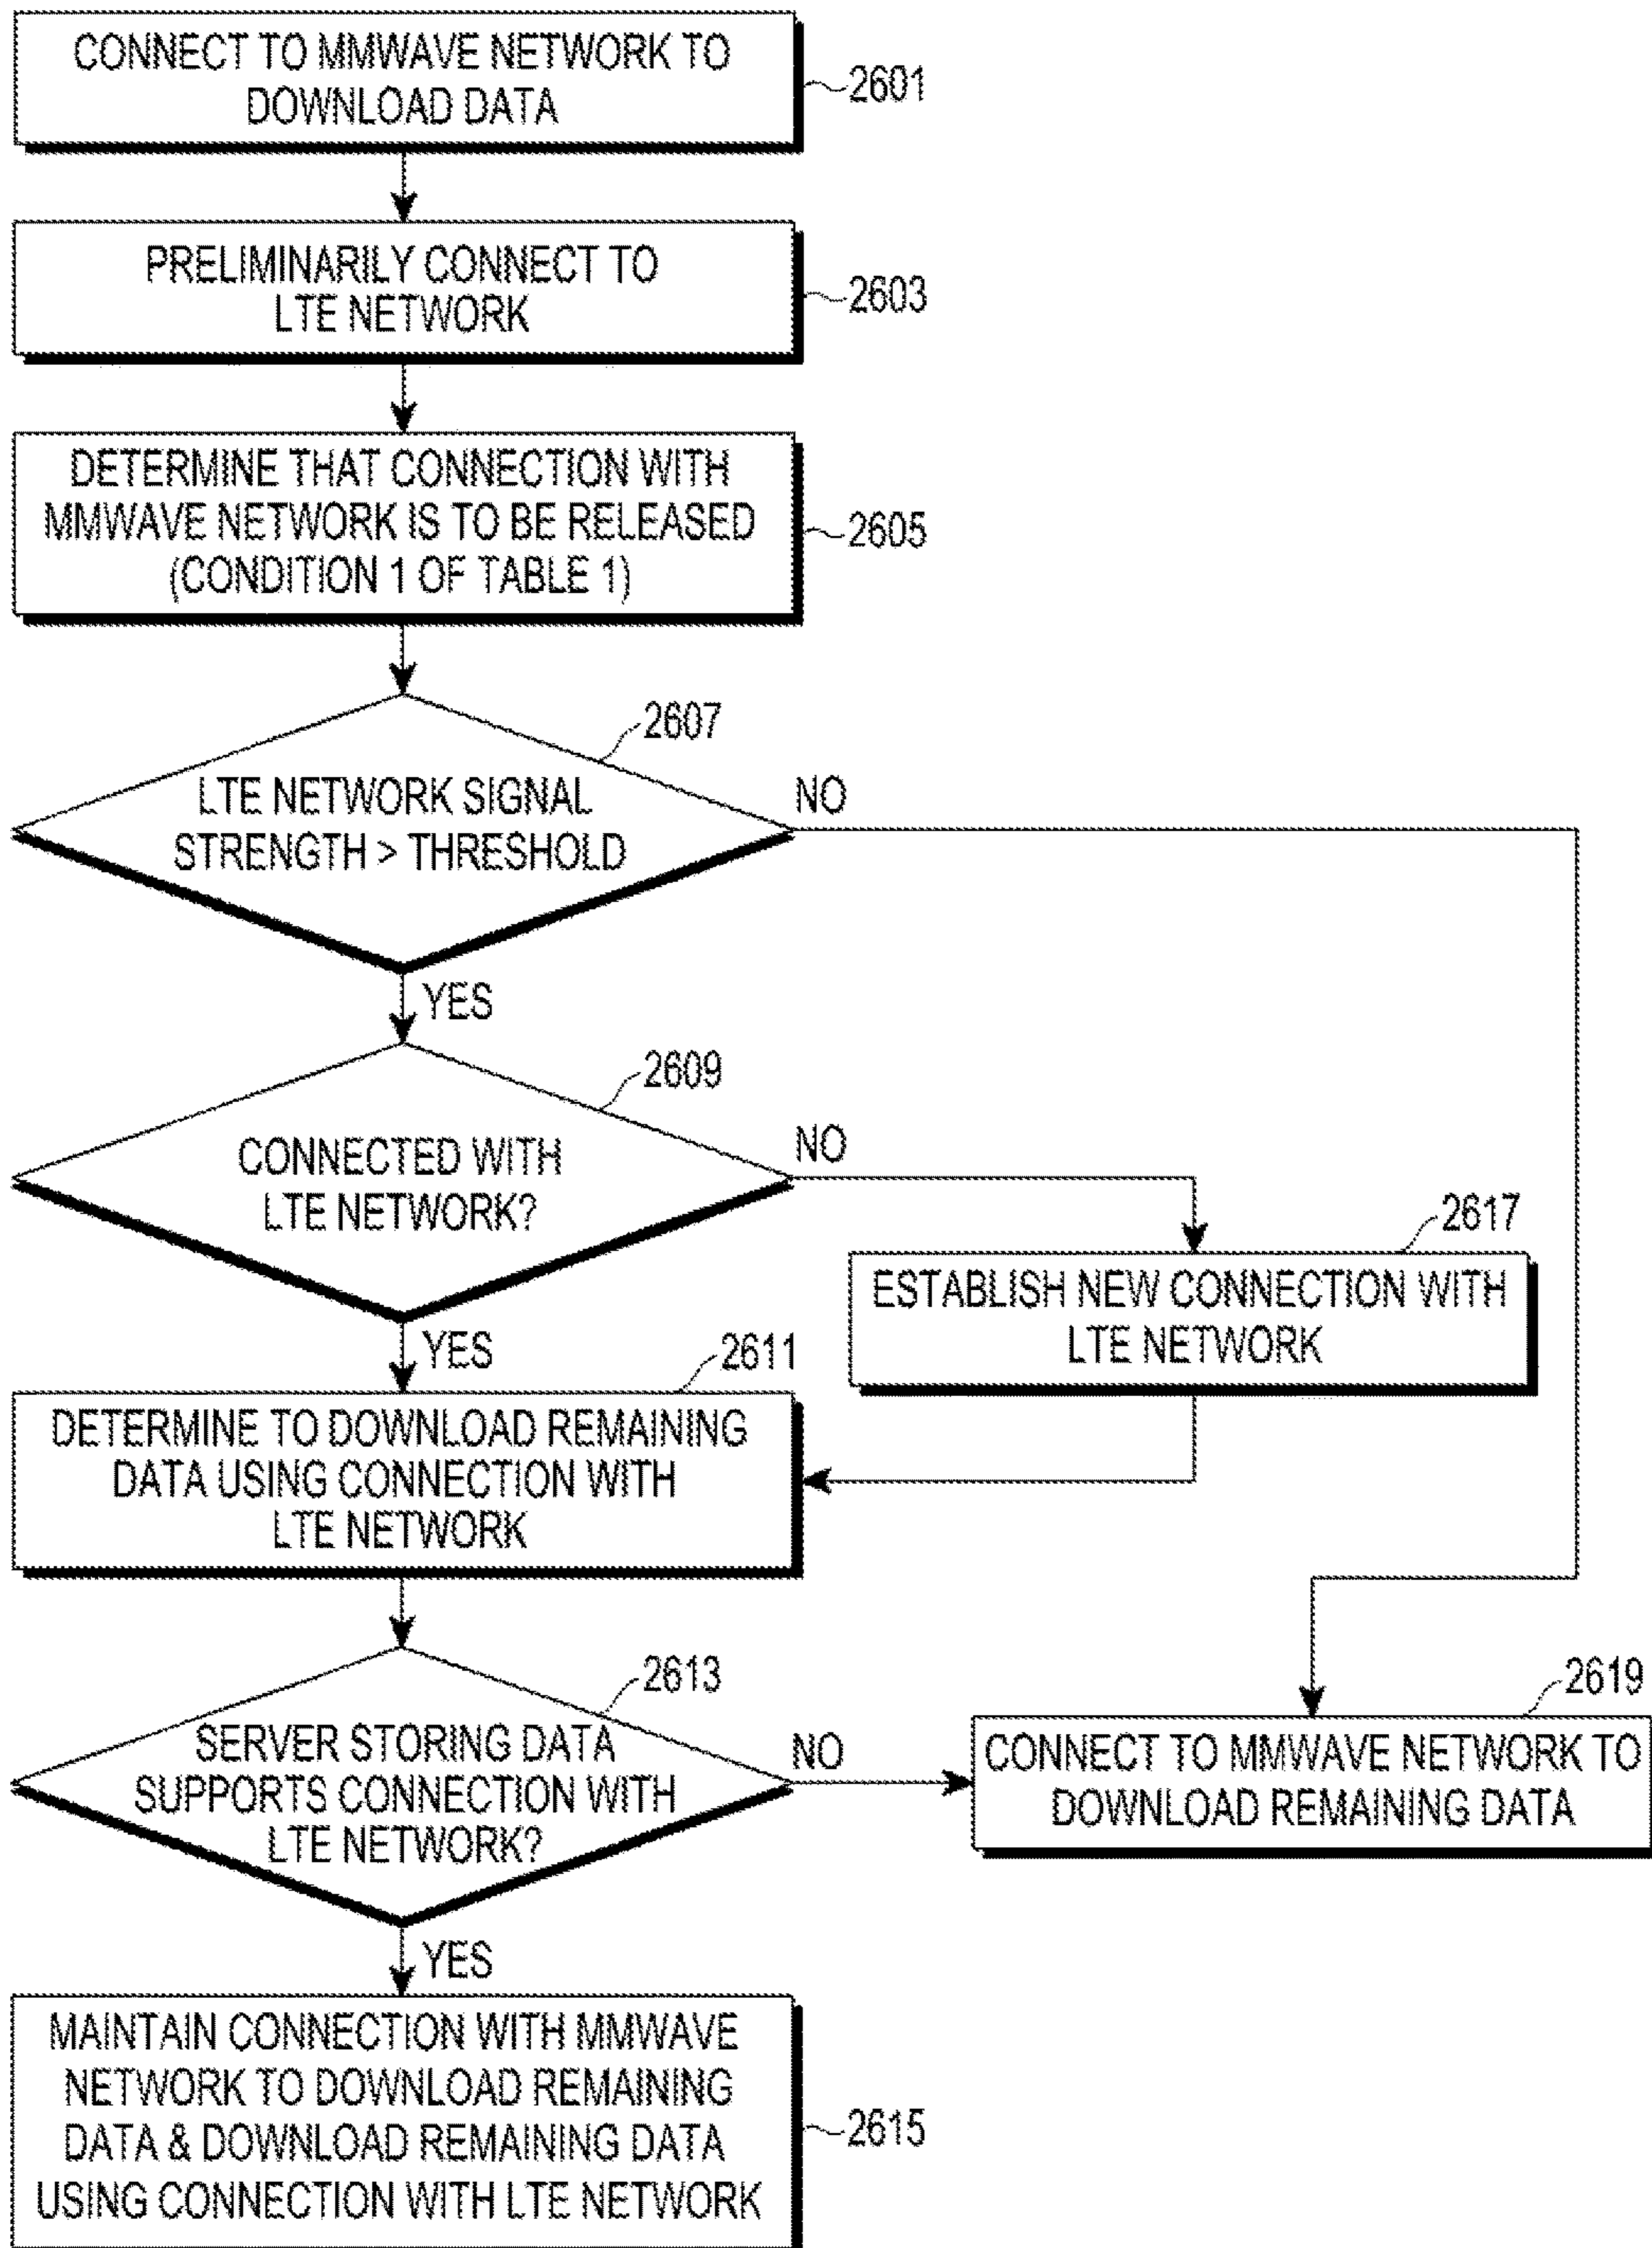 CONNECT TO MMWAVE NETWORK TO
DOWNLOAD DATA
2601
PRELIMINARILY CONNECT TO
LTE NETWORK
2603
DETERMINE THAT CONNECTION WITH
MMWAVE NETWORK IS TO BE RELEASED
(CONDITION 1 OF TABLE 1)
2605
2607
LTE NETWORK SIGNAL
STRENGTH > THRESHOLD
NO
YES
2609
CONNECTED WITH
LTE NETWORK?
NO
YES
2617
ESTABLISH NEW CONNECTION WITH
LTE NETWORK
2611
DETERMINE TO DOWNLOAD REMAINING
DATA USING CONNECTION WITH
LTE NETWORK
2613
SERVER STORING DATA
SUPPORTS CONNECTION WITH
LTE NETWORK?
NO
YES
2619
CONNECT TO MMWAVE NETWORK TO
DOWNLOAD REMAINING DATA
MAINTAIN CONNECTION WITH MMWAVE
NETWORK TO DOWNLOAD REMAINING
DATA & DOWNLOAD REMAINING DATA
USING CONNECTION WITH LTE NETWORK
2615